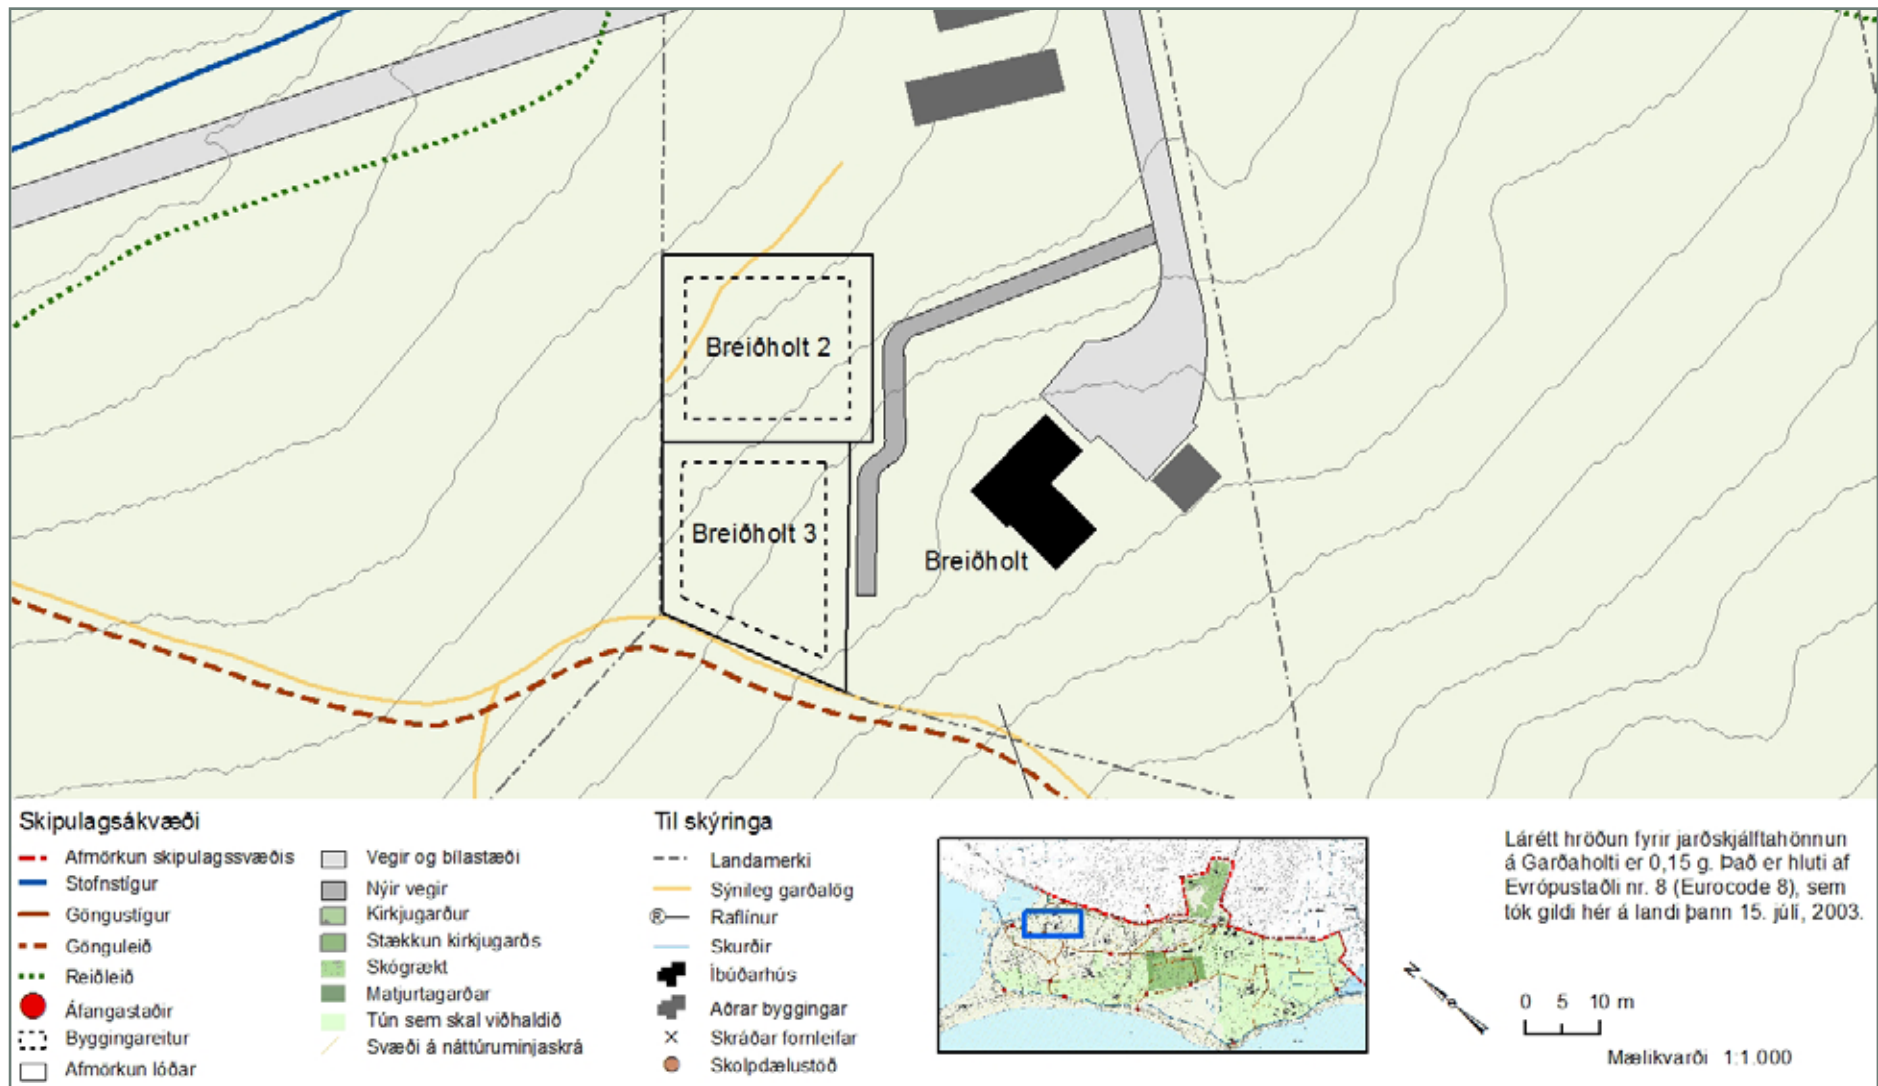 Breiðholt 2
Breiðholt 3
Breiðholt
Skipulagsákvæði
Afmörkun skipulagssvæðis
Stofnstígur
Göngustígur
Gönguleið
Reiðleið
Áfangastaðir
Byggingareitur
Afmörkun lóðar
Vegir og bílastæði
Nýir vegir
Kirkjugarður
Stækkun kirkjugarðs
Skógrækt
Matjurtagarðar
Tún sem skal viðhaldið
Svæði á náttúruminjaskrá
Til skýringa
Landamerki
Sýnileg garðalög
R Raflínur
Skurðir
Íbúðarhús
Aðrar byggingar
Skráðar fornleifar
Skolpdælustöð
Lárétt hröðun fyrir jarðskjálftahönnun
á Garðaholti er 0,15 g. Það er hluti af
Evrópustaðli nr. 8 (Eurocode 8), sem
tók gildi hér á landi þann 15. júlí, 2003.
N
0 5 10 m
Mælikvarði 1:1.000